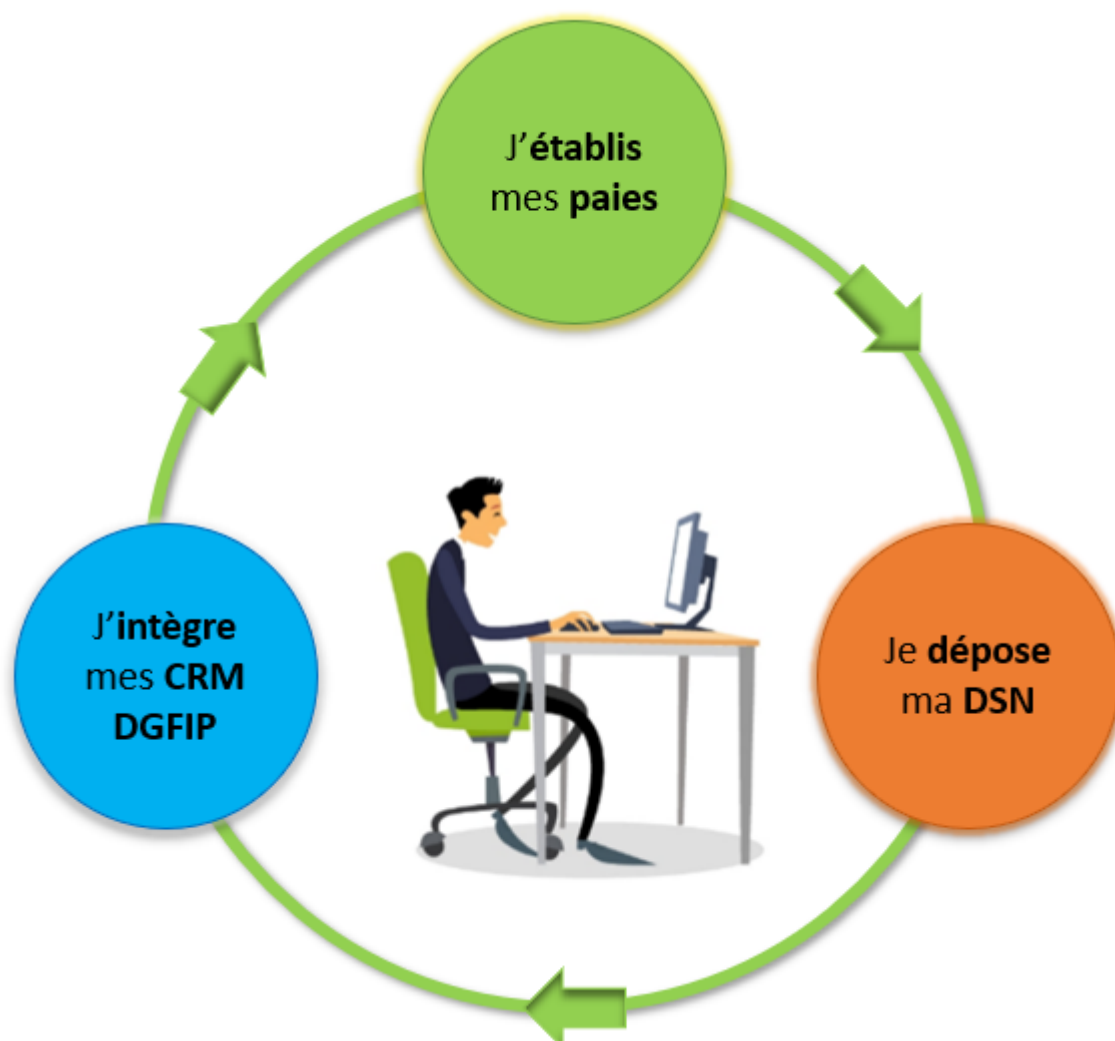 J’établis
mes paies
J’intègre
mes CRM
DGFIP
Je dépose
ma DSN